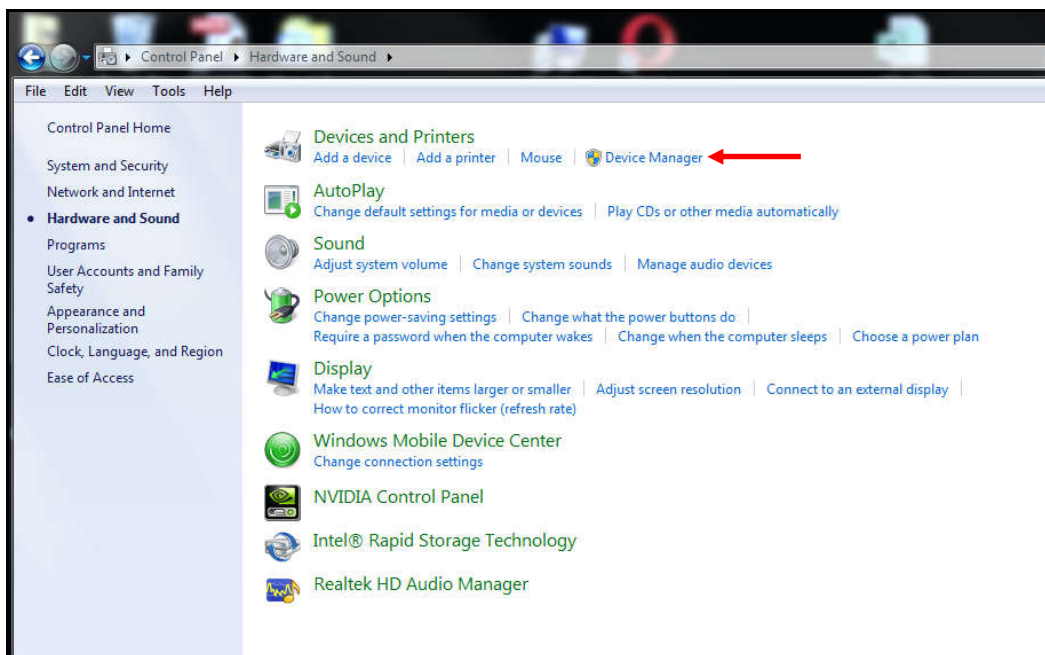 Control Panel Hardware and Sound
File Edit View Tools Help
Control Panel Home
System and Security
Network and Internet
Hardware and Sound
Programs
User Accounts and Family
Safety
Appearance and
Personalization
Clock, Language, and Region
Ease of Access
Devices and Printers
Add a device Add a printer Mouse Device Manager
AutoPlay
Change default settings for media or devices Play CDs or other media automatically
Sound
Adjust system volume Change system sounds Manage audio devices
Power Options
Change power-saving settings Change what the power buttons do
Require a password when the computer wakes Change when the computer sleeps Choose a power plan
Display
Make text and other items larger or smaller Adjust screen resolution Connect to an external display
How to correct monitor flicker (refresh rate)
Windows Mobile Device Center
Change connection settings
NVIDIA Control Panel
Intel® Rapid Storage Technology
Realtek HD Audio Manager